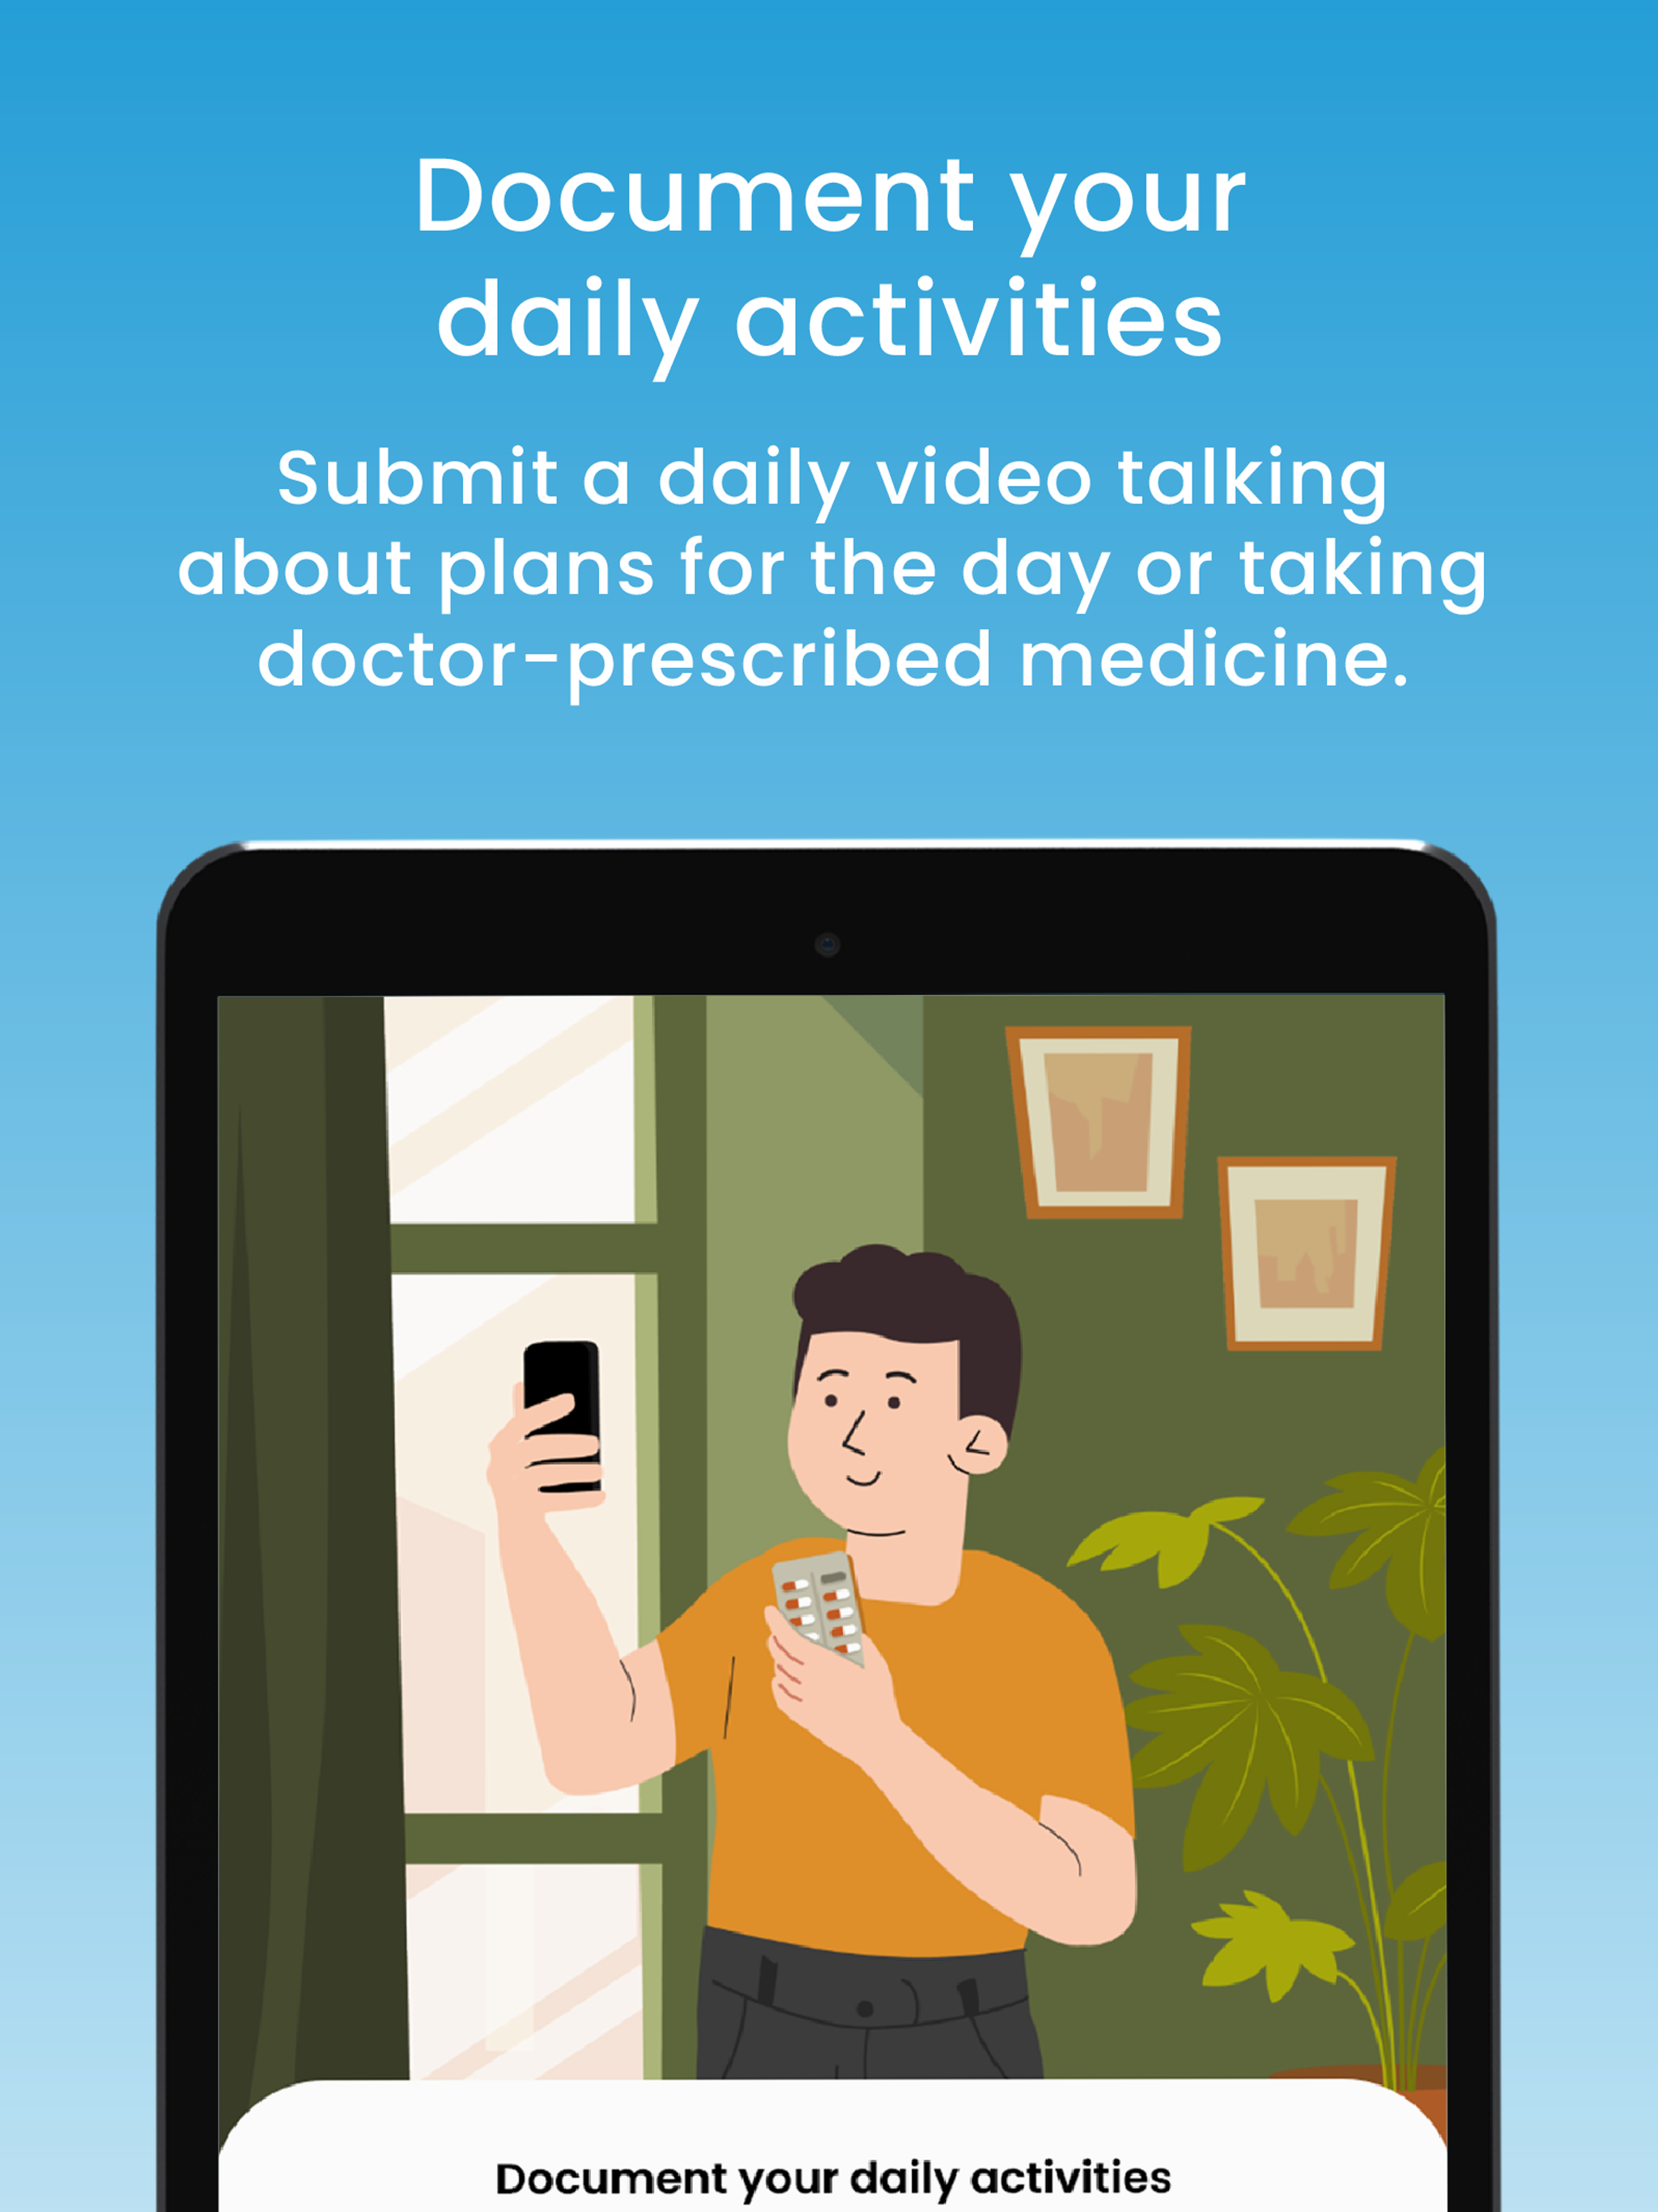 Document your
daily activities
Submit a daily video talking
about plans for the day or taking
doctor-prescribed medicine.
Document your daily activities